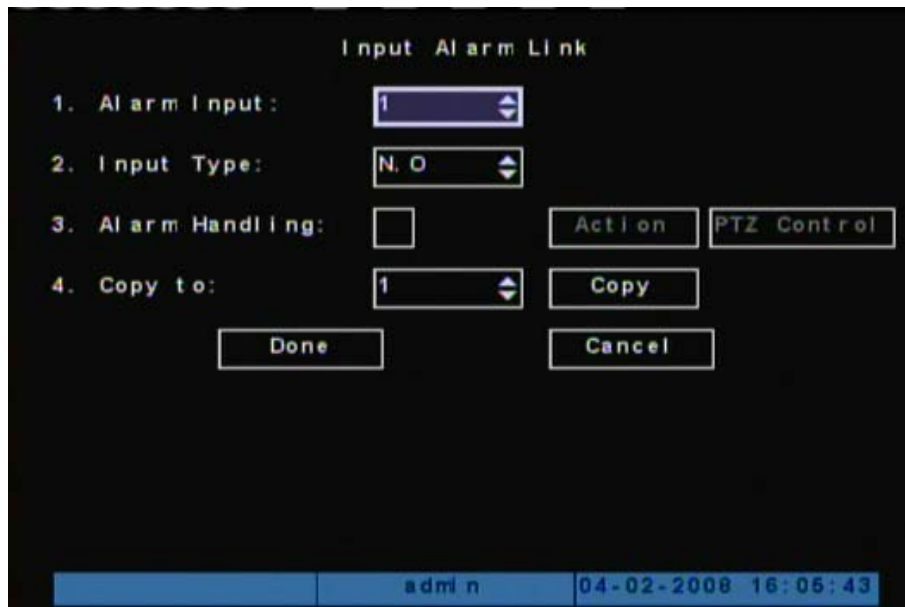 Input Alarm Link
1. Alarm Input: 1
2. Input Type: N.O
3. Alarm Handling: Action PTZ Control
4. Copy to: 1 Copy
Done Cancel
admin 04-02-2008 16:05:43